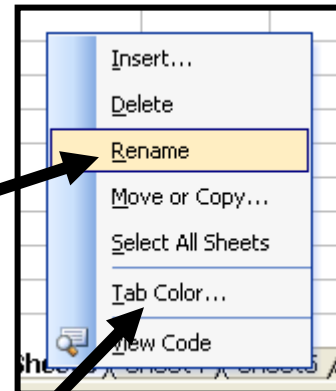 Insert...
Delete
Rename
Move or Copy...
Select All Sheets
Tab Color...
View Code